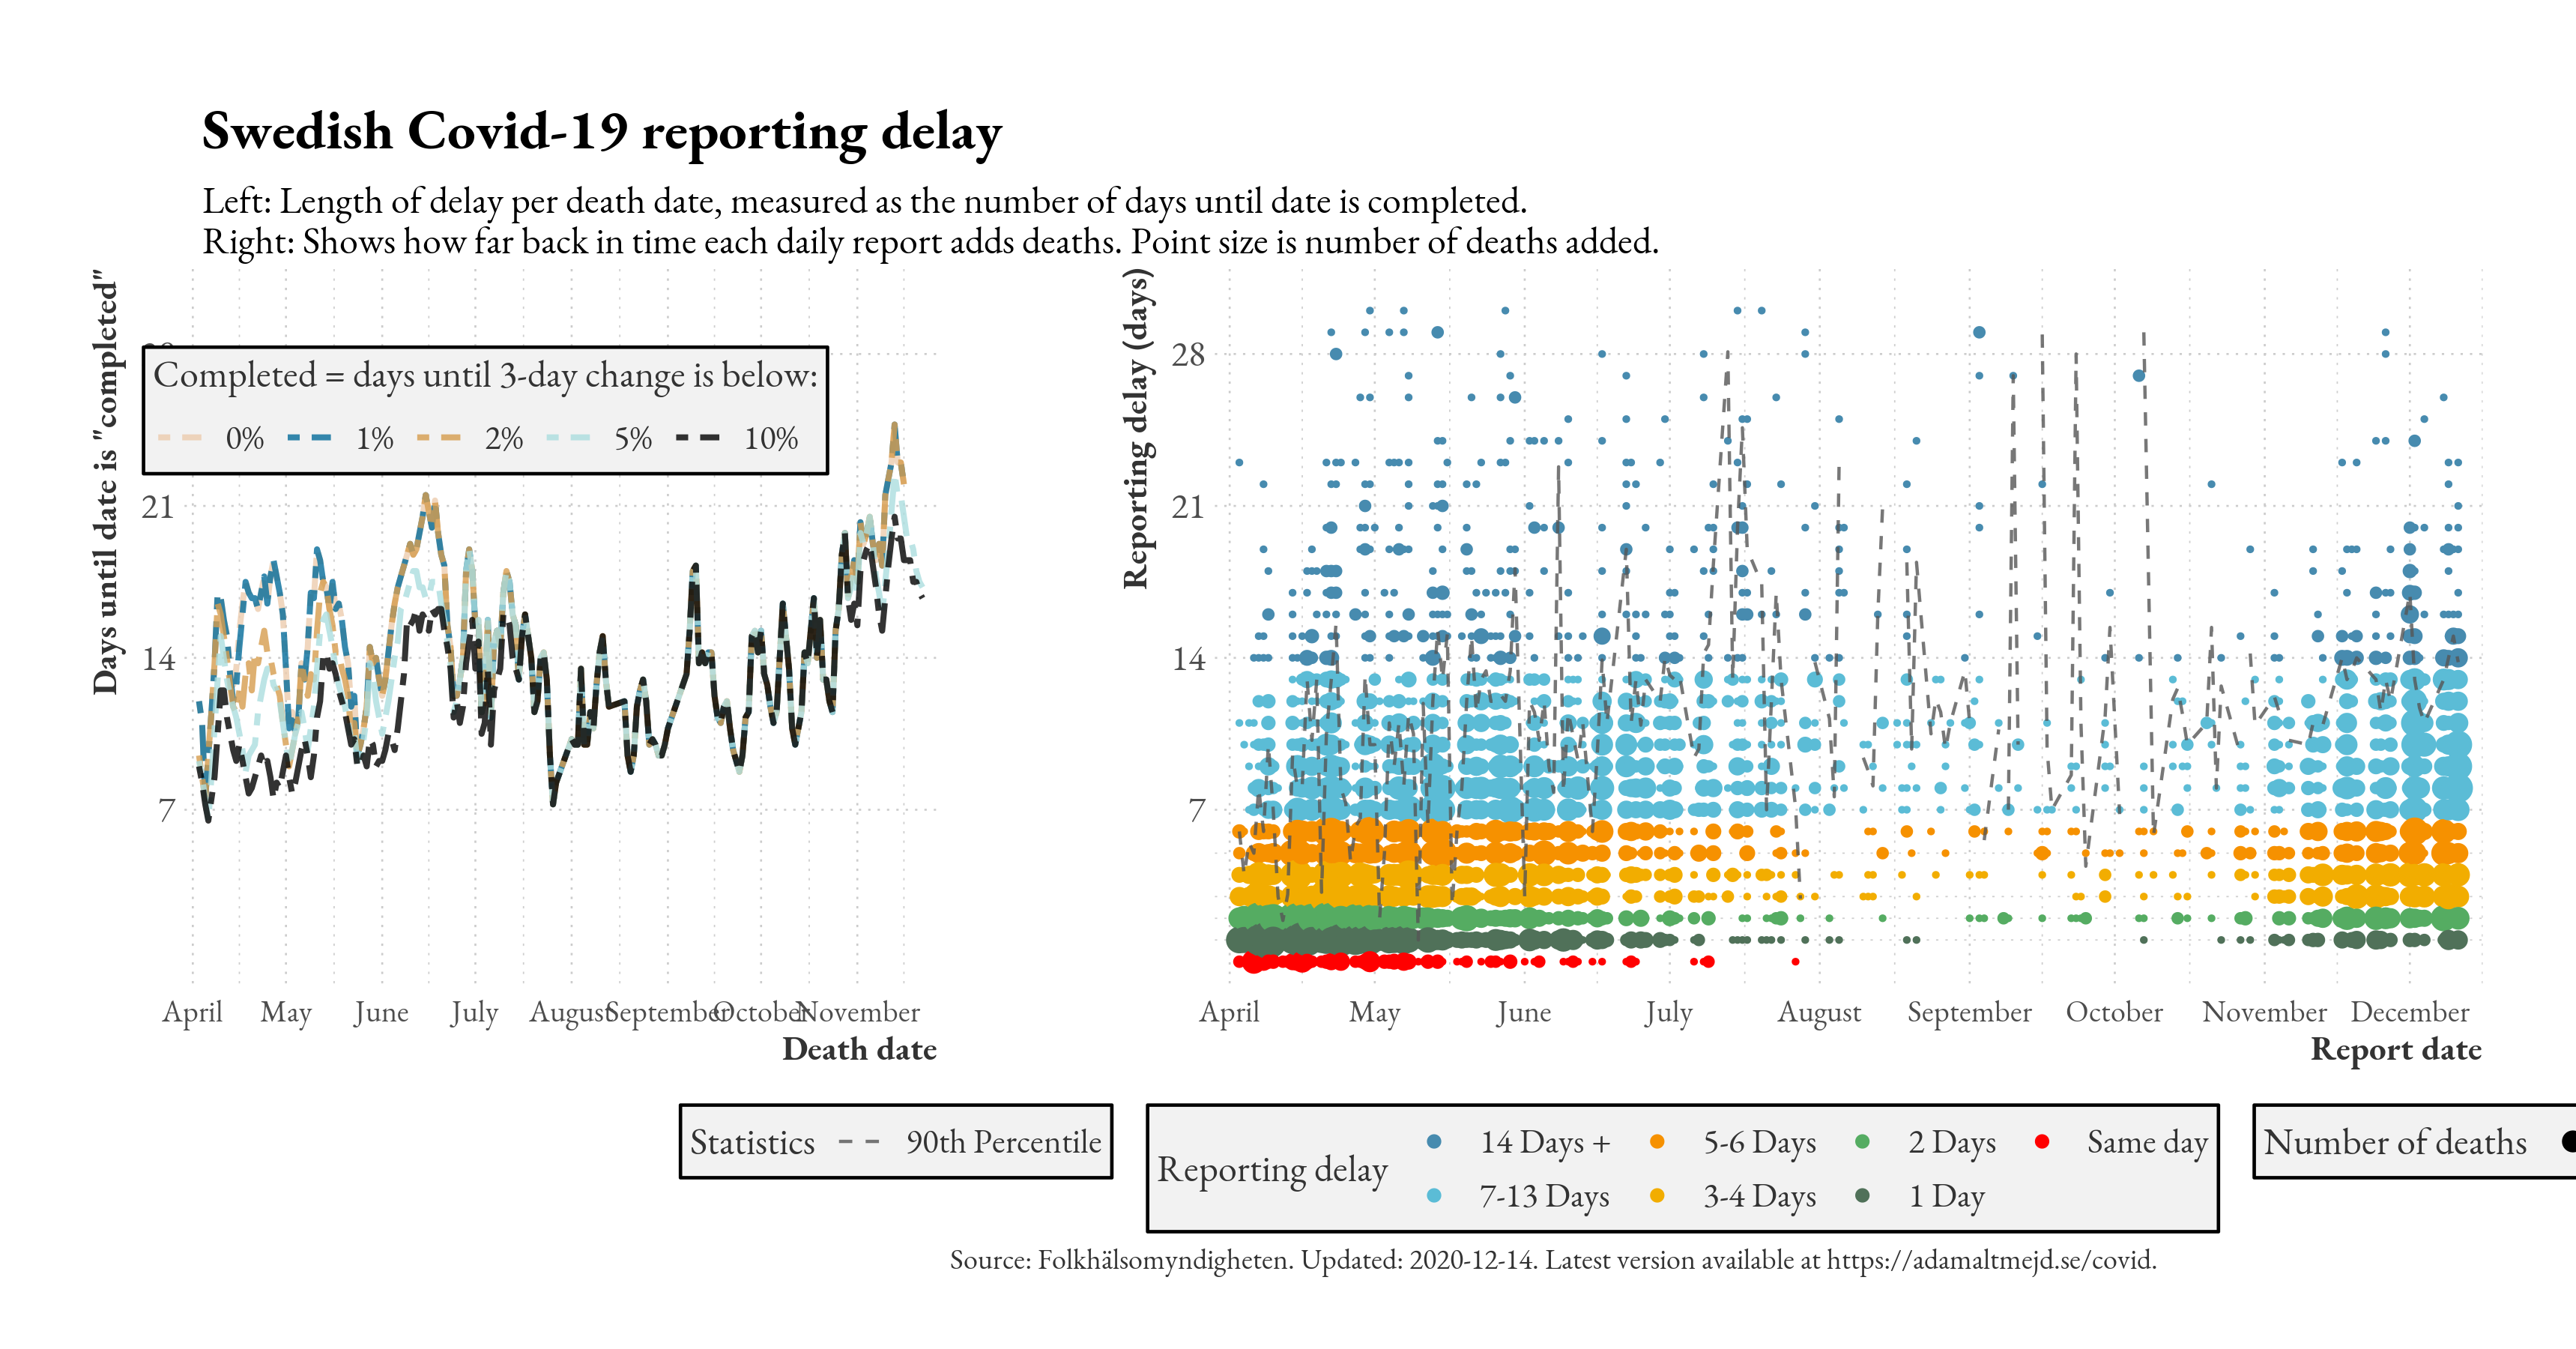 Swedish Covid-19 reporting delay
Left: Length of delay per death date, measured as the number of days until date is completed.
Right: Shows how far back in time each daily report adds deaths. Point size is number of deaths added.
Days until date is "completed"
Completed = days until 3-day change is below:
0% 1% 2% 5% 10%
21
14
7
April May June July August September October November
Death date
Reporting delay (days)
28
21
14
7
April May June July August September October November December
Report date
Statistics 90th Percentile
Reporting delay
14 Days + 5-6 Days 2 Days Same day
7-13 Days 3-4 Days 1 Day
Number of deaths
Source: Folkhälsomyndigheten. Updated: 2020-12-14. Latest version available at https://adamaltmejd.se/covid.